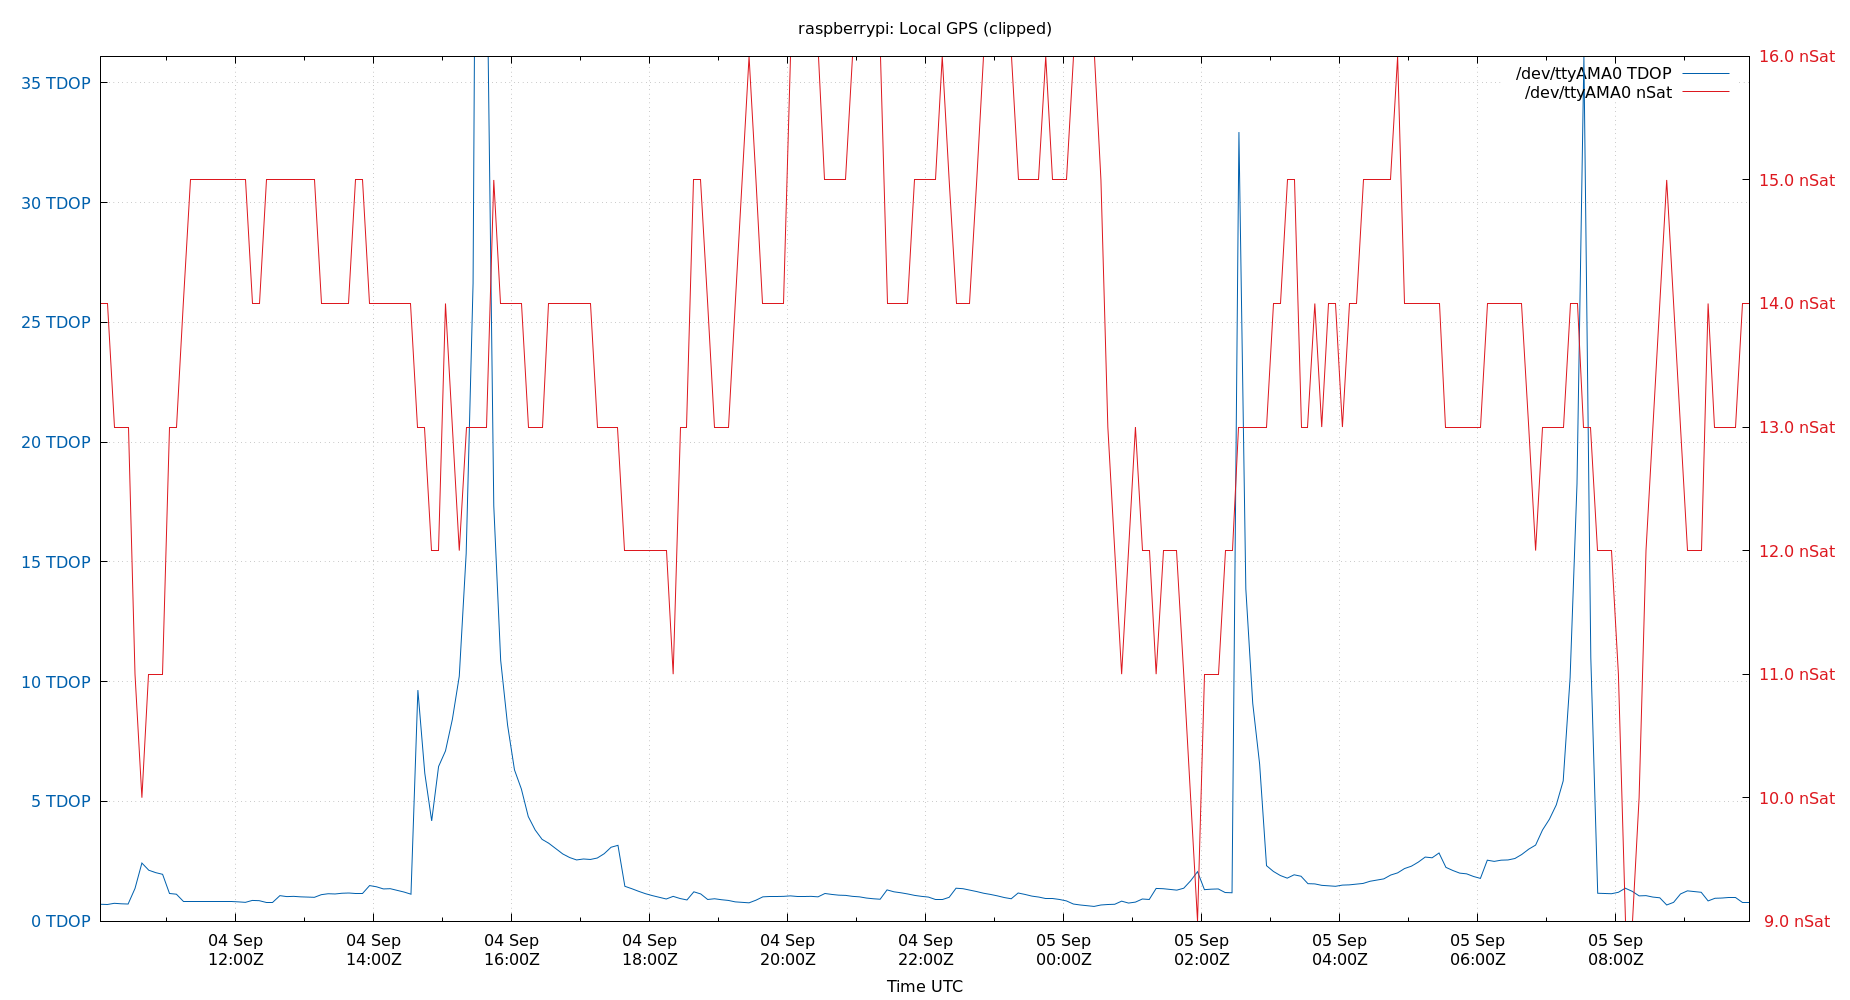 raspberrypi: Local GPS (clipped)
35 TDOP
30 TDOP
25 TDOP
20 TDOP
15 TDOP
10 TDOP
5 TDOP
0 TDOP
16.0 nSat
15.0 nSat
14.0 nSat
13.0 nSat
12.0 nSat
11.0 nSat
10.0 nSat
9.0 nSat
/dev/ttyAMA0 TDOP
/dev/ttyAMA0 nSat
04 Sep 04 Sep 04 Sep 04 Sep 04 Sep 04 Sep 05 Sep 05 Sep 05 Sep 05 Sep 05 Sep
12:00Z 14:00Z 16:00Z 18:00Z 20:00Z 22:00Z 00:00Z 02:00Z 04:00Z 06:00Z 08:00Z
Time UTC